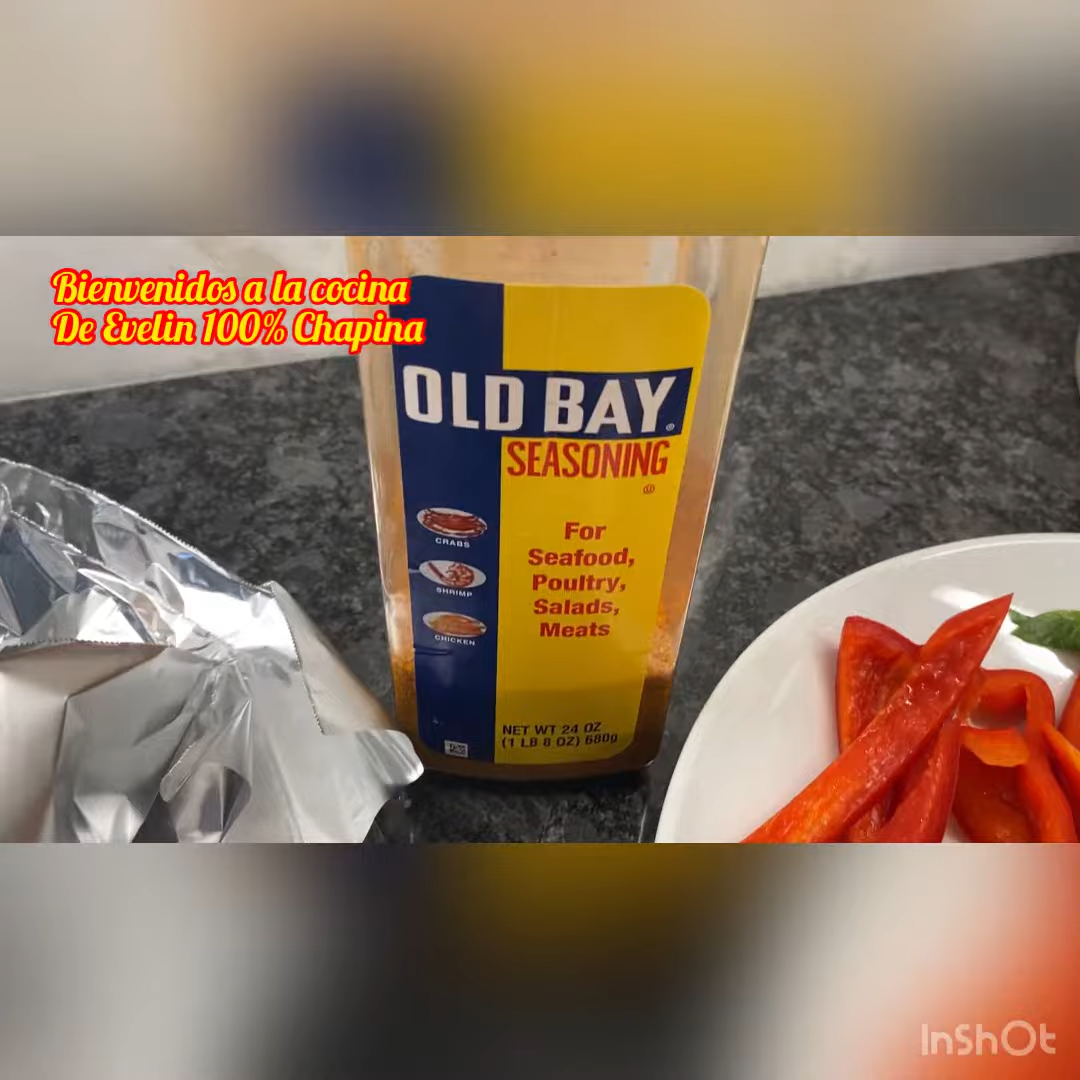 Bienvenidos a la cocina
De Evelin 100% Chapina
OLD BAY®
SEASONING
For
Seafood,
Poultry,
Salads,
Meats
CRABS
SHRIMP
CHICKEN
NET WT 24 OZ
(1 LB 8 OZ) 680g
InShOt